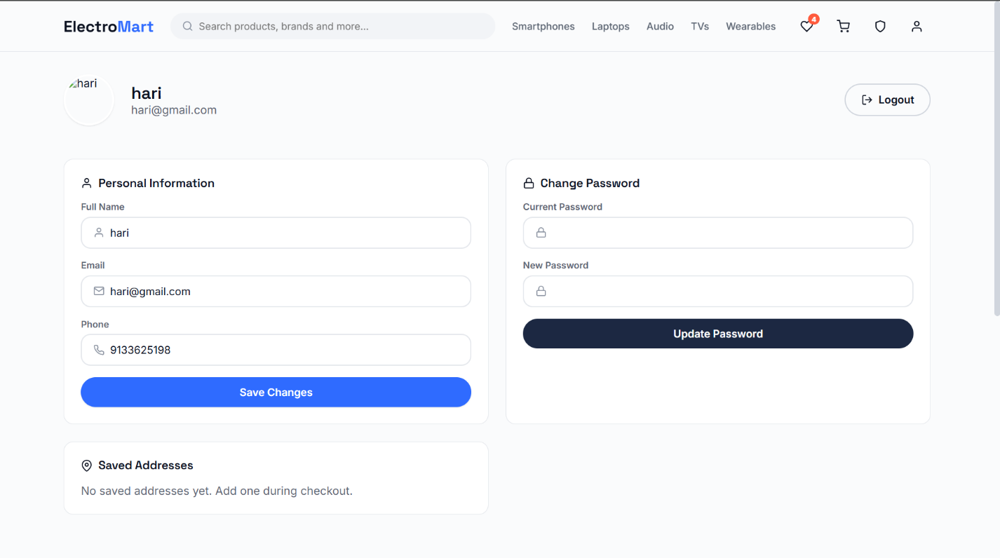 ElectroMart
Search products, brands and more...
Smartphones
Laptops
Audio
TVs
Wearables
4
hari
hari
hari@gmail.com
Logout
Personal Information
Full Name
hari
Email
hari@gmail.com
Phone
9133625198
Save Changes
Change Password
Current Password
New Password
Update Password
Saved Addresses
No saved addresses yet. Add one during checkout.